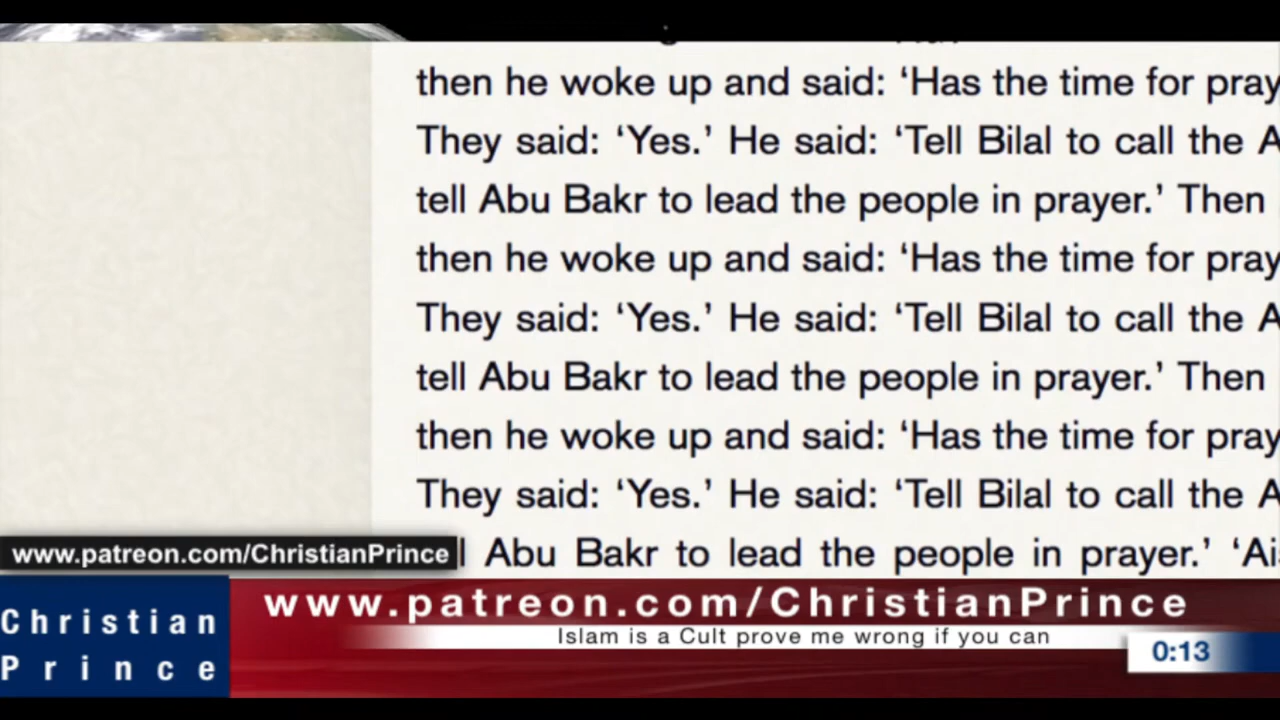 then he woke up and said: ‘Has the time for pray
They said: ‘Yes.’ He said: ‘Tell Bilal to call the A
tell Abu Bakr to lead the people in prayer.’ Then
then he woke up and said: ‘Has the time for pray
They said: ‘Yes.’ He said: ‘Tell Bilal to call the A
tell Abu Bakr to lead the people in prayer.’ Then
then he woke up and said: ‘Has the time for pray
They said: ‘Yes.’ He said: ‘Tell Bilal to call the A
Abu Bakr to lead the people in prayer.’ ‘Ai
www.patreon.com/ChristianPrince
Christian
Prince
www.patreon.com/ChristianPrince
Islam is a Cult prove me wrong if you can
0:13